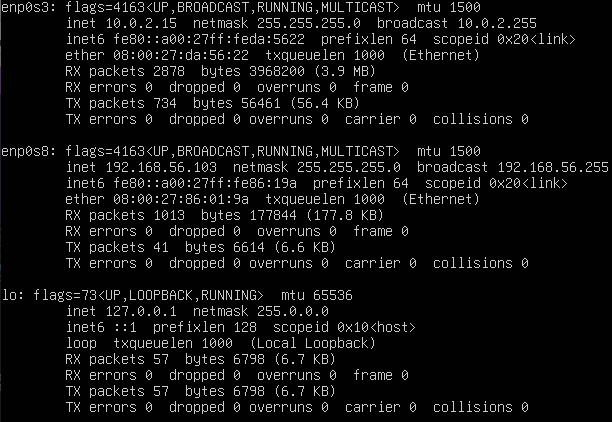 enp0s3: flags=4163<UP,BROADCAST,RUNNING,MULTICAST>  mtu 1500
        inet 10.0.2.15  netmask 255.255.255.0  broadcast 10.0.2.255
        inet6 fe80::a00:27ff:feda:5622  prefixlen 64  scopeid 0x20<link>
        ether 08:00:27:da:56:22  txqueuelen 1000  (Ethernet)
        RX packets 2878  bytes 3968200 (3.9 MB)
        RX errors 0  dropped 0  overruns 0  frame 0
        TX packets 734  bytes 56461 (56.4 KB)
        TX errors 0  dropped 0 overruns 0  carrier 0  collisions 0

enp0s8: flags=4163<UP,BROADCAST,RUNNING,MULTICAST>  mtu 1500
        inet 192.168.56.103  netmask 255.255.255.0  broadcast 192.168.56.255
        inet6 fe80::a00:27ff:fe86:19a  prefixlen 64  scopeid 0x20<link>
        ether 08:00:27:86:01:9a  txqueuelen 1000  (Ethernet)
        RX packets 1013  bytes 177844 (177.8 KB)
        RX errors 0  dropped 0  overruns 0  frame 0
        TX packets 41  bytes 6614 (6.6 KB)
        TX errors 0  dropped 0 overruns 0  carrier 0  collisions 0

lo: flags=73<UP,LOOPBACK,RUNNING>  mtu 65536
        inet 127.0.0.1  netmask 255.0.0.0
        inet6 ::1  prefixlen 128  scopeid 0x10<host>
        loop  txqueuelen 1000  (Local Loopback)
        RX packets 57  bytes 6798 (6.7 KB)
        RX errors 0  dropped 0  overruns 0  frame 0
        TX packets 57  bytes 6798 (6.7 KB)
        TX errors 0  dropped 0 overruns 0  carrier 0  collisions 0